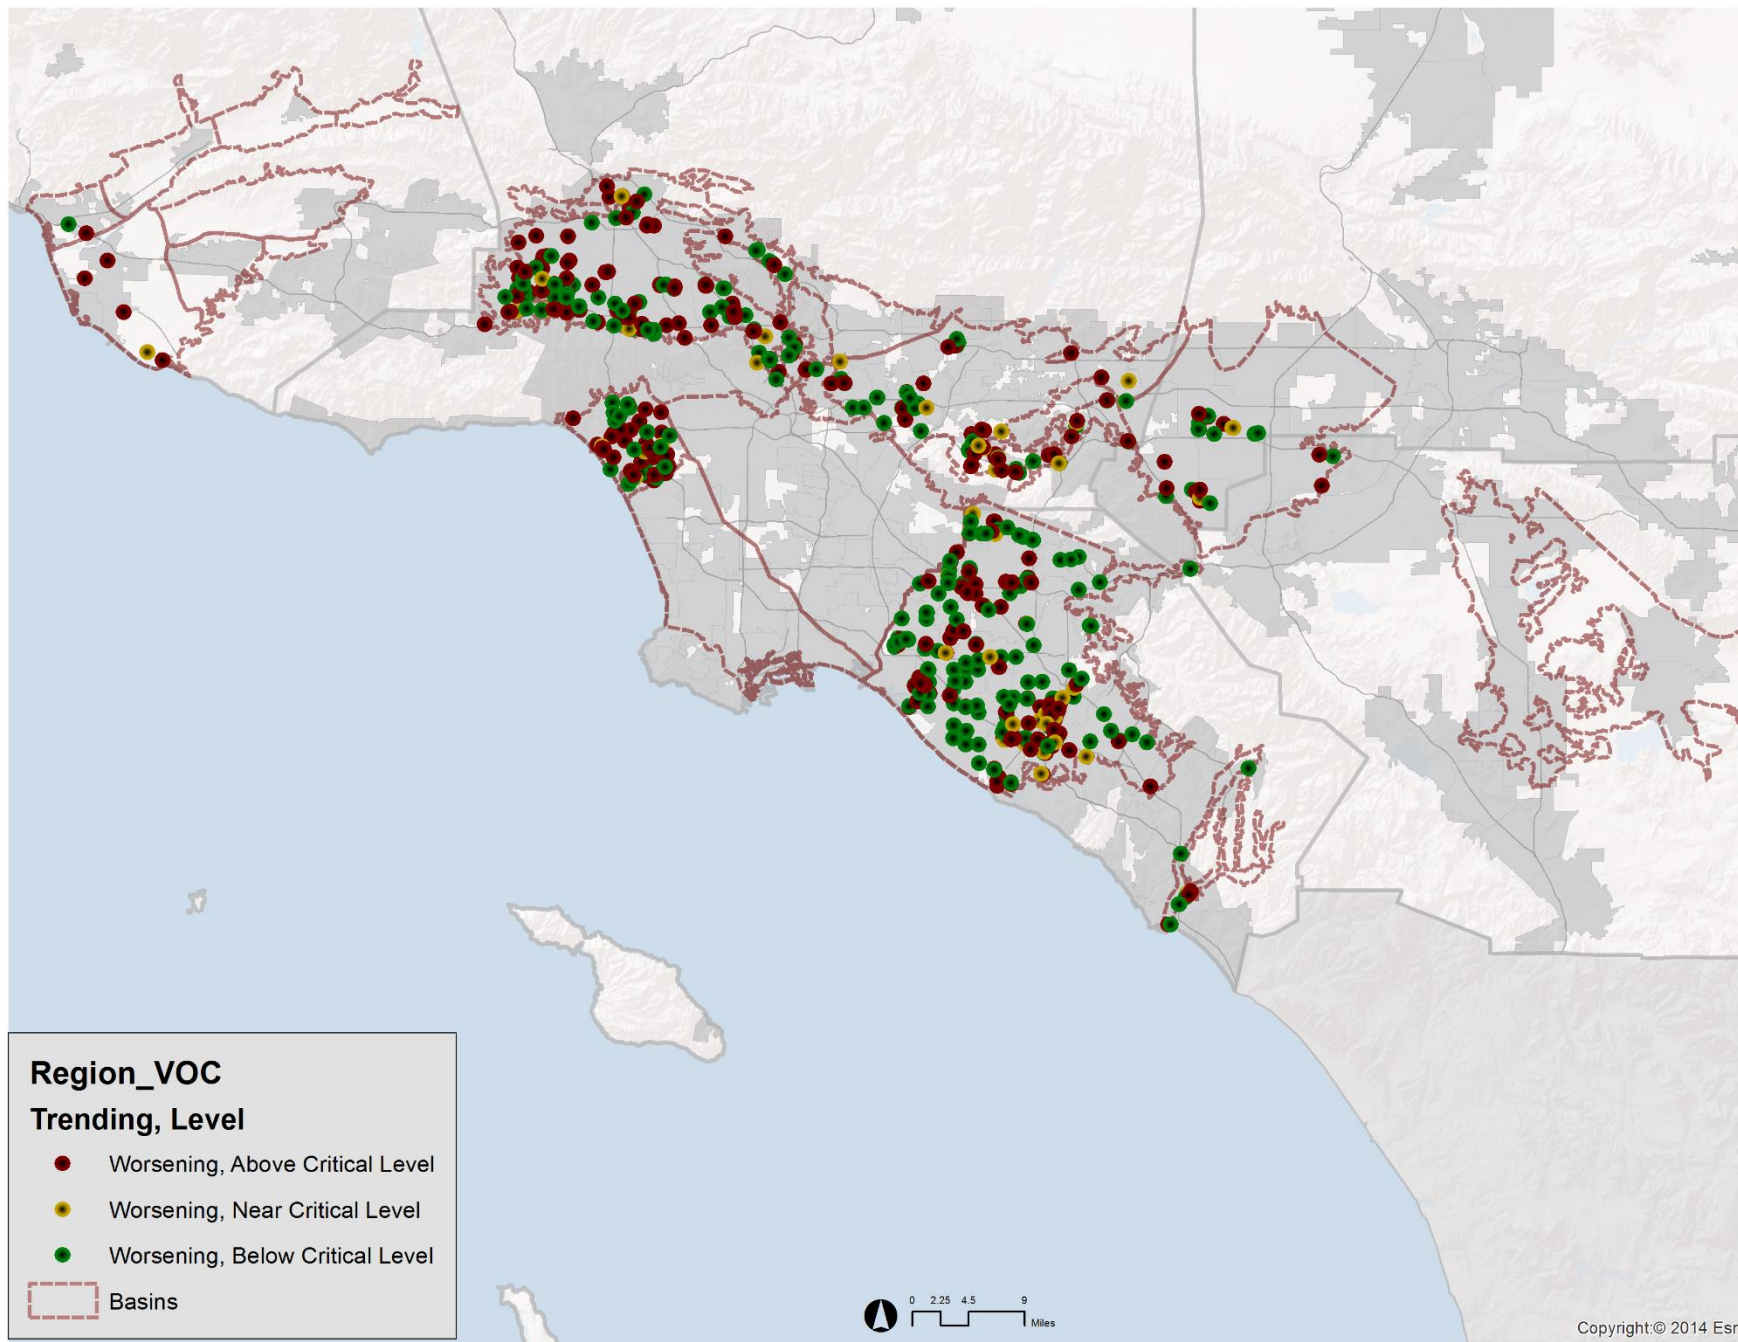 Region_VOC
Trending, Level
Worsening, Above Critical Level
Worsening, Near Critical Level
Worsening, Below Critical Level
Basins
0 2.25 4.5 9
Miles
Copyright:© 2014 Esr